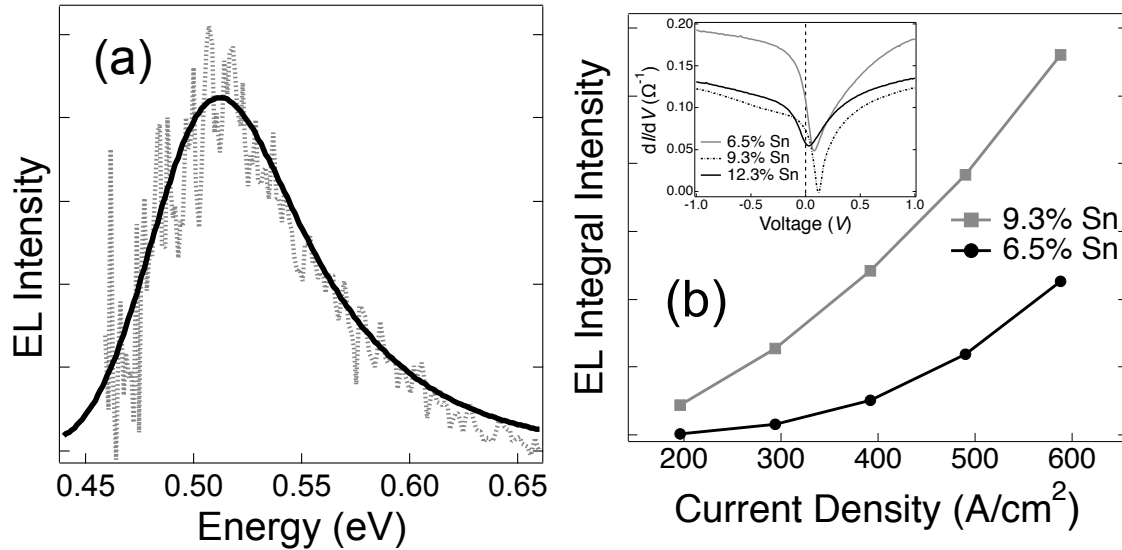 (a)
EL Intensity
0.45 0.50 0.55 0.60 0.65
Energy (eV)
(b)
EL Integral Intensity
0.20
0.15
0.10
0.05
0.00
dI/dV (Ω⁻¹)
6.5% Sn
9.3% Sn
12.3% Sn
-1.0 -0.5 0.0 0.5 1.0
Voltage (V)
9.3% Sn
6.5% Sn
200 300 400 500 600
Current Density (A/cm²)